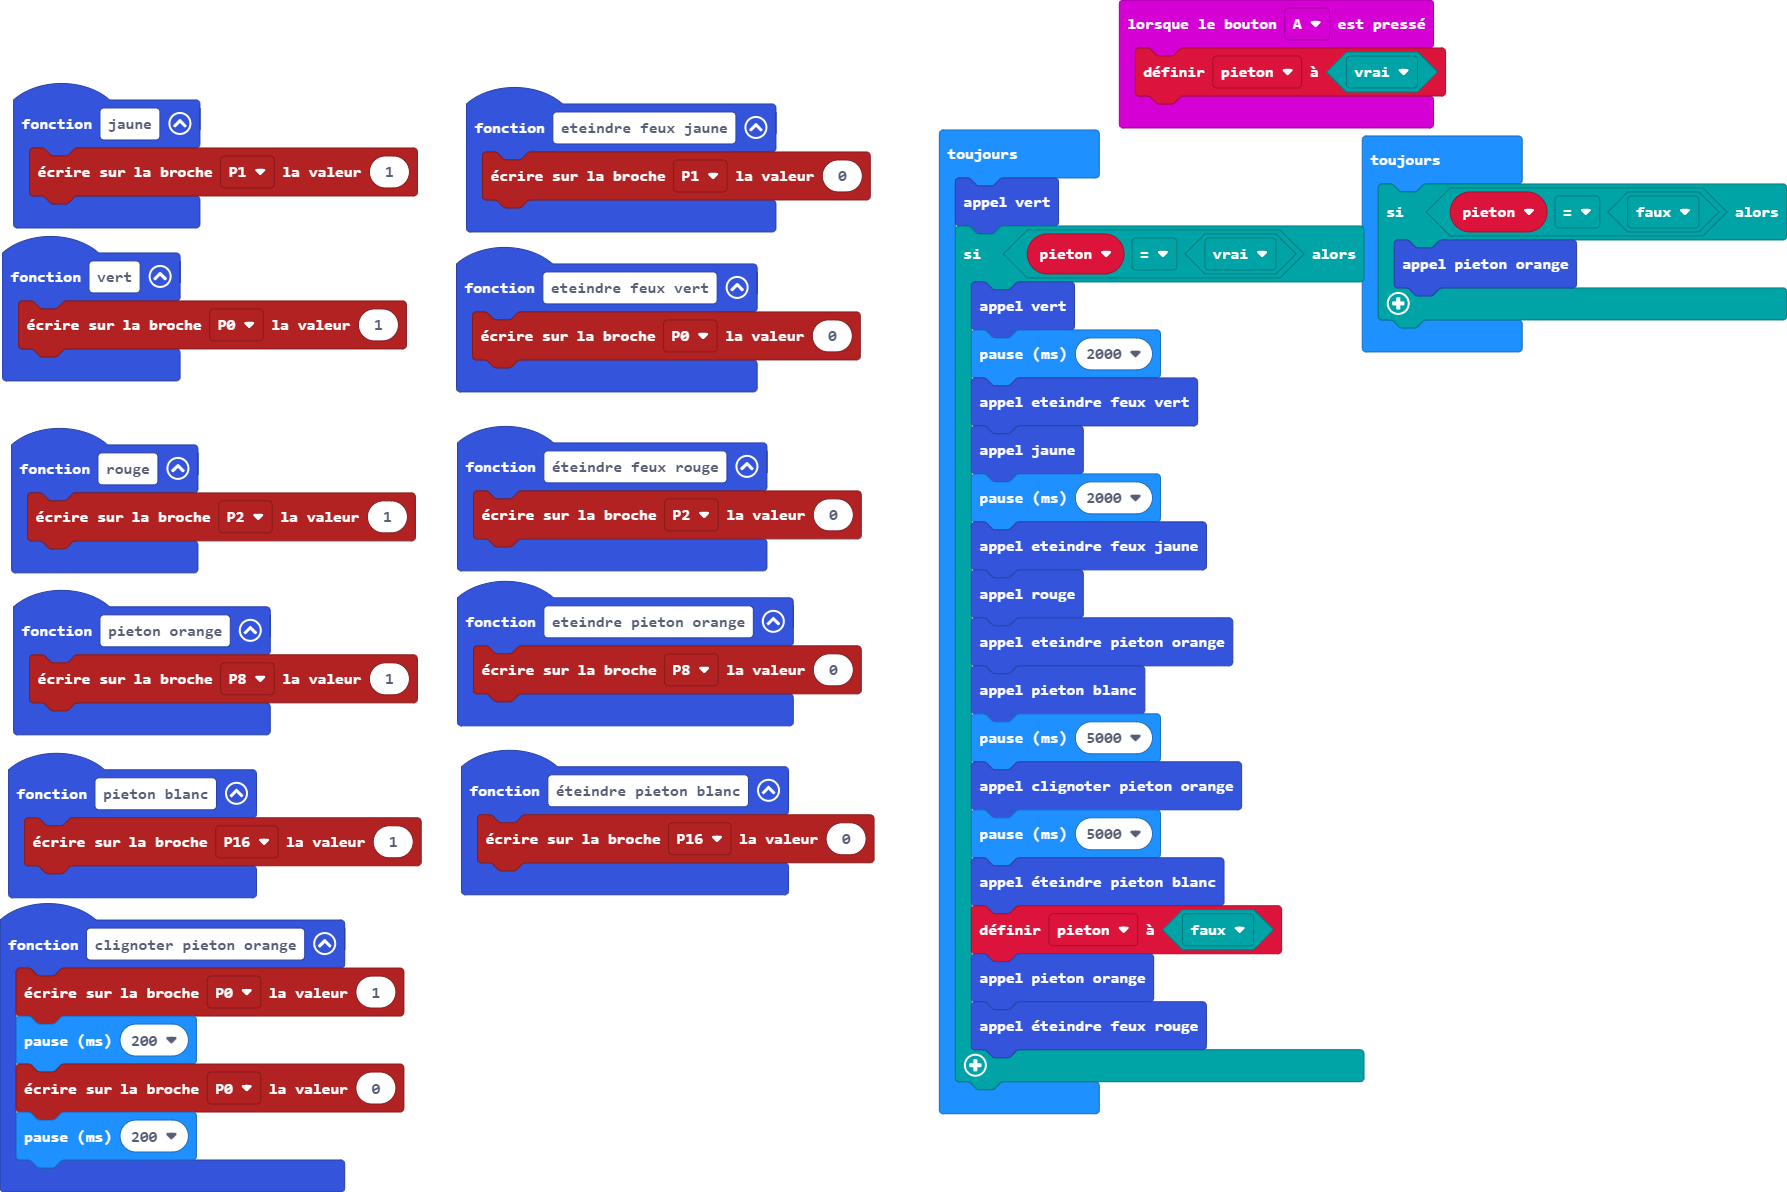 fonction jaune
écrire sur la broche P1 la valeur 1
fonction vert
écrire sur la broche P0 la valeur 1
fonction rouge
écrire sur la broche P2 la valeur 1
fonction pieton orange
écrire sur la broche P8 la valeur 1
fonction pieton blanc
écrire sur la broche P16 la valeur 1
fonction clignoter pieton orange
écrire sur la broche P0 la valeur 1
pause (ms) 200
écrire sur la broche P0 la valeur 0
pause (ms) 200
fonction eteindre feux jaune
écrire sur la broche P1 la valeur 0
fonction eteindre feux vert
écrire sur la broche P0 la valeur 0
fonction éteindre feux rouge
écrire sur la broche P2 la valeur 0
fonction eteindre pieton orange
écrire sur la broche P8 la valeur 0
fonction éteindre pieton blanc
écrire sur la broche P16 la valeur 0
lorsque le bouton A est pressé
définir pieton à vrai
toujours
appel vert
si pieton = vrai alors
appel vert
pause (ms) 2000
appel eteindre feux vert
appel jaune
pause (ms) 2000
appel eteindre feux jaune
appel rouge
appel eteindre pieton orange
appel pieton blanc
pause (ms) 5000
appel clignoter pieton orange
pause (ms) 5000
appel éteindre pieton blanc
définir pieton à faux
appel pieton orange
appel éteindre feux rouge
toujours
si pieton = faux alors
appel pieton orange